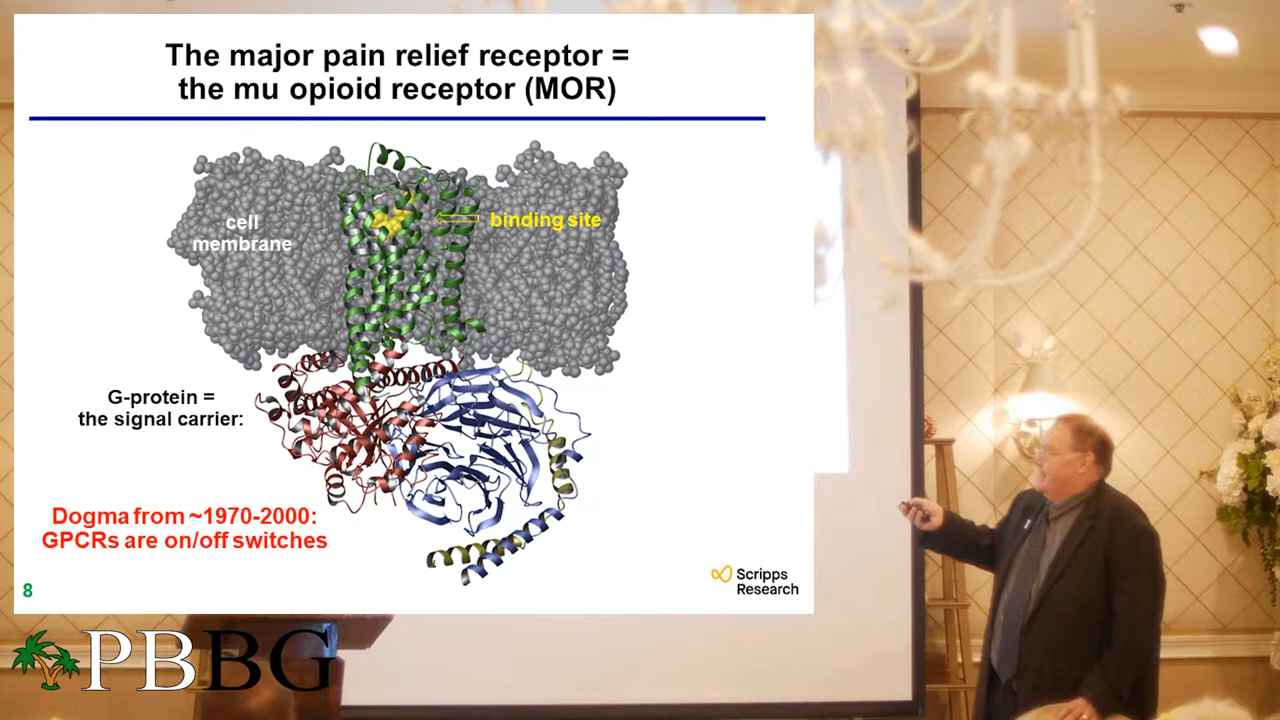 The major pain relief receptor =
the mu opioid receptor (MOR)
cell
membrane
binding site
G-protein =
the signal carrier:
Dogma from ~1970-2000:
GPCRs are on/off switches
8
Scripps
Research
PBBG